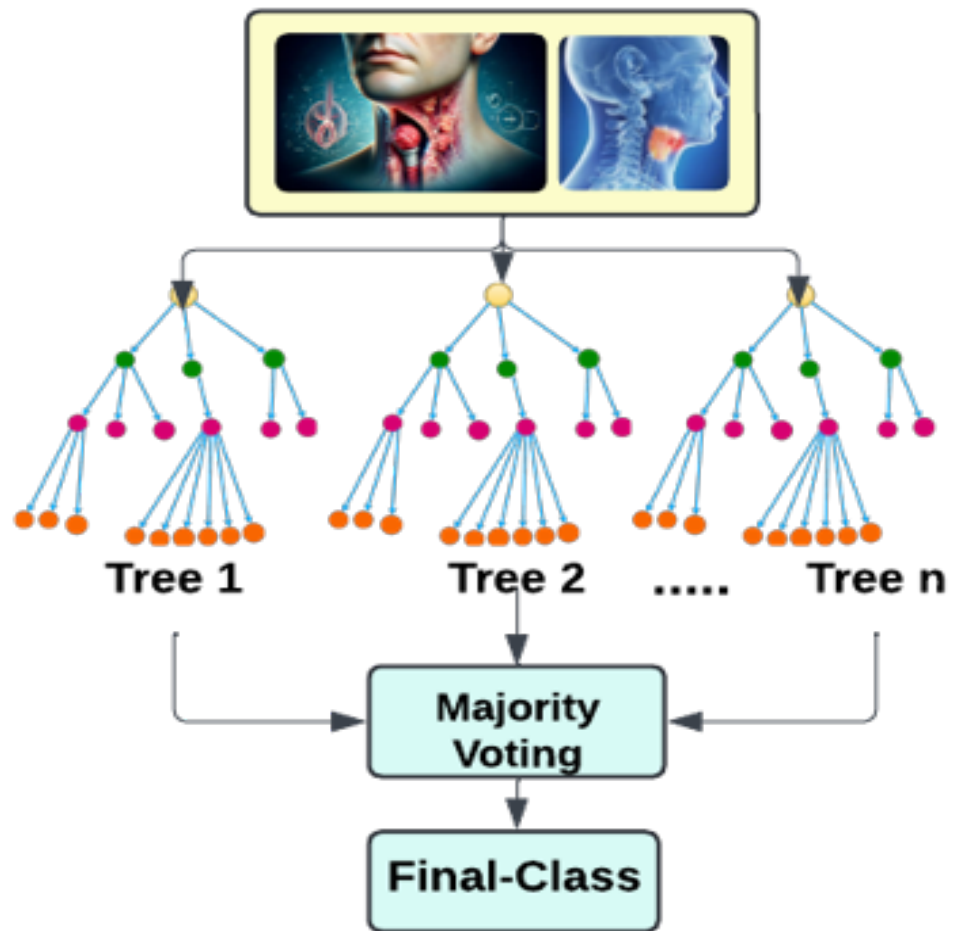 Tree 1
Tree 2
.....
Tree n
Majority
Voting
Final-Class